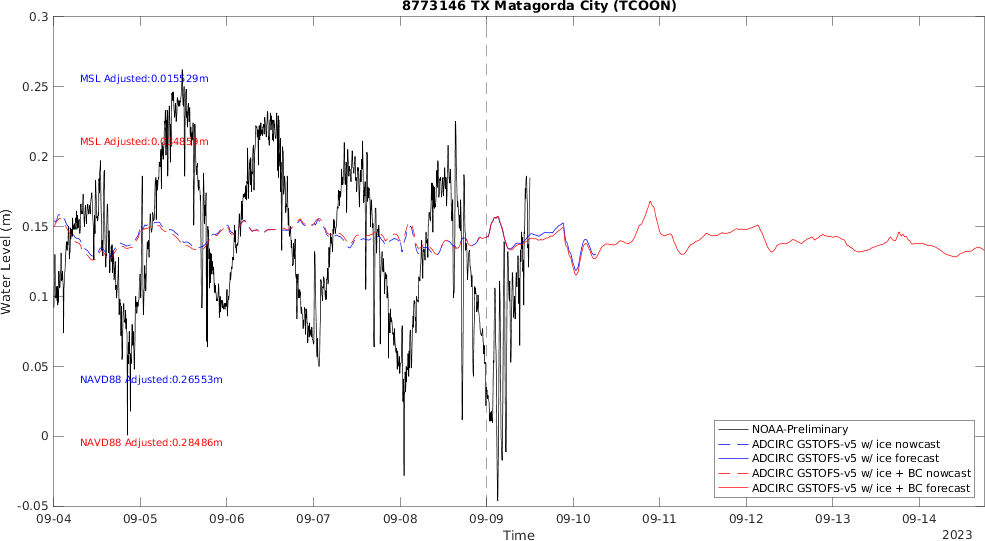 8773146 TX Matagorda City (TCOON)
0.3
0.25
0.2
0.15
0.1
0.05
0
-0.05
Water Level (m)
MSL Adjusted:0.015529m
MSL Adjusted:0.034859m
NAVD88 Adjusted:0.26553m
NAVD88 Adjusted:0.28486m
NOAA-Preliminary
ADCIRC GSTOFS-v5 w/ ice nowcast
ADCIRC GSTOFS-v5 w/ ice forecast
ADCIRC GSTOFS-v5 w/ ice + BC nowcast
ADCIRC GSTOFS-v5 w/ ice + BC forecast
09-04 09-05 09-06 09-07 09-08 09-09 09-10 09-11 09-12 09-13 09-14
Time
2023